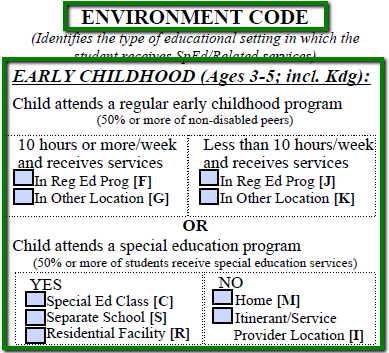 ENVIRONMENT CODE
(Identifies the type of educational setting in which the
student receives SpEd/Related services)
EARLY CHILDHOOD (Ages 3-5; incl. Kdg):
Child attends a regular early childhood program
(50% or more of non-disabled peers)
10 hours or more/week
and receives services
In Reg Ed Prog [F]
In Other Location [G]
Less than 10 hours/week
and receives services
In Reg Ed Prog [J]
In Other Location [K]
OR
Child attends a special education program
(50% or more of students receive special education services)
YES
Special Ed Class [C]
Separate School [S]
Residential Facility [R]
NO
Home [M]
Itinerant/Service
Provider Location [I]